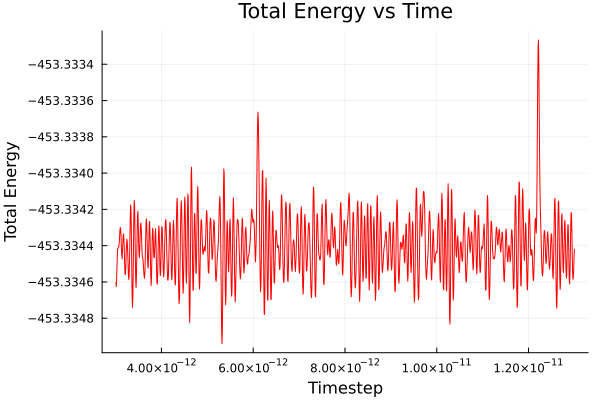 Total Energy vs Time
−453.3334
−453.3336
−453.3338
−453.3340
−453.3342
−453.3344
−453.3346
−453.3348
Total Energy
4.00×10⁻¹² 6.00×10⁻¹² 8.00×10⁻¹² 1.00×10⁻¹¹ 1.20×10⁻¹¹
Timestep